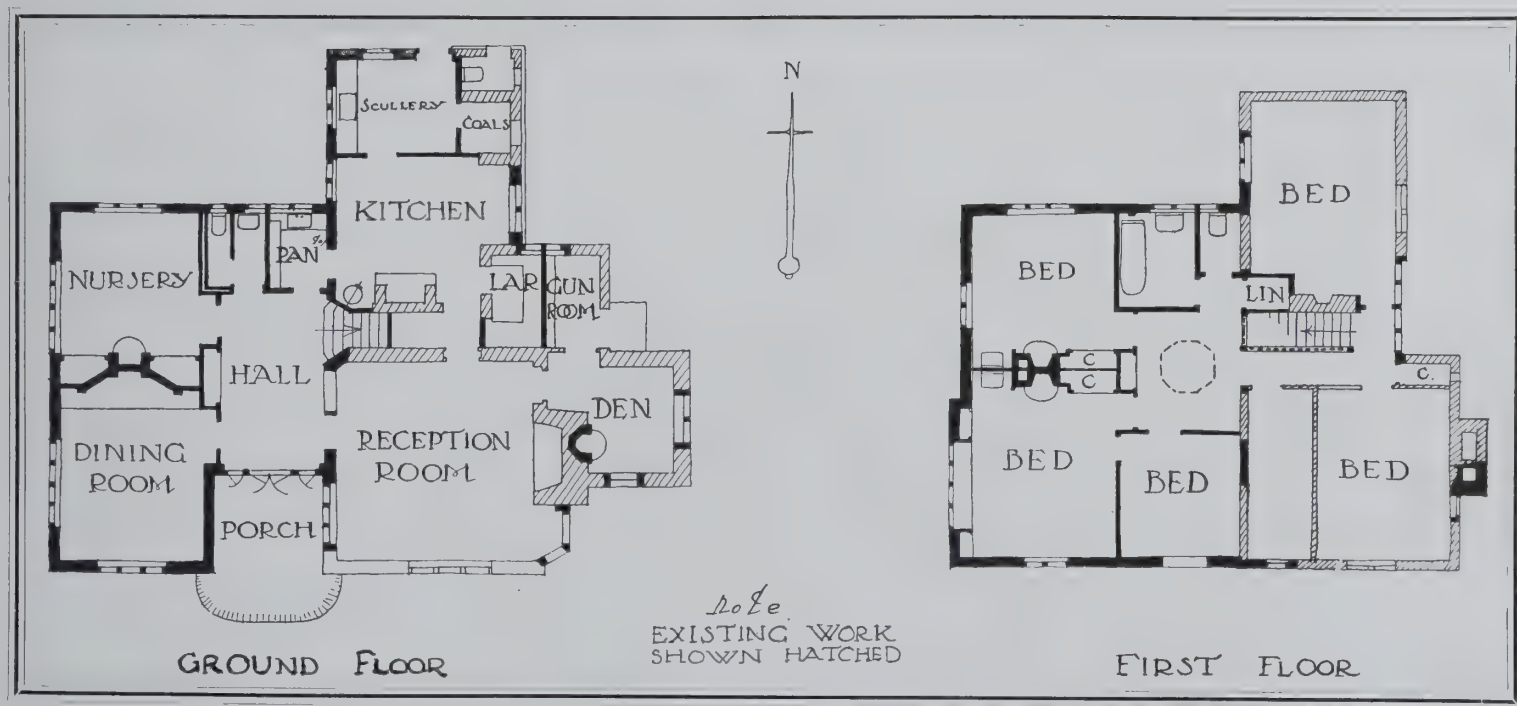 N
SCULLERY
COALS
KITCHEN
PAN
NURSERY
LAR
GUN
ROOM
HALL
DEN
DINING
ROOM
RECEPTION
ROOM
PORCH
GROUND FLOOR
note
EXISTING WORK
SHOWN HATCHED
BED
BED
LIN
C
C
C.
BED
BED
BED
FIRST FLOOR